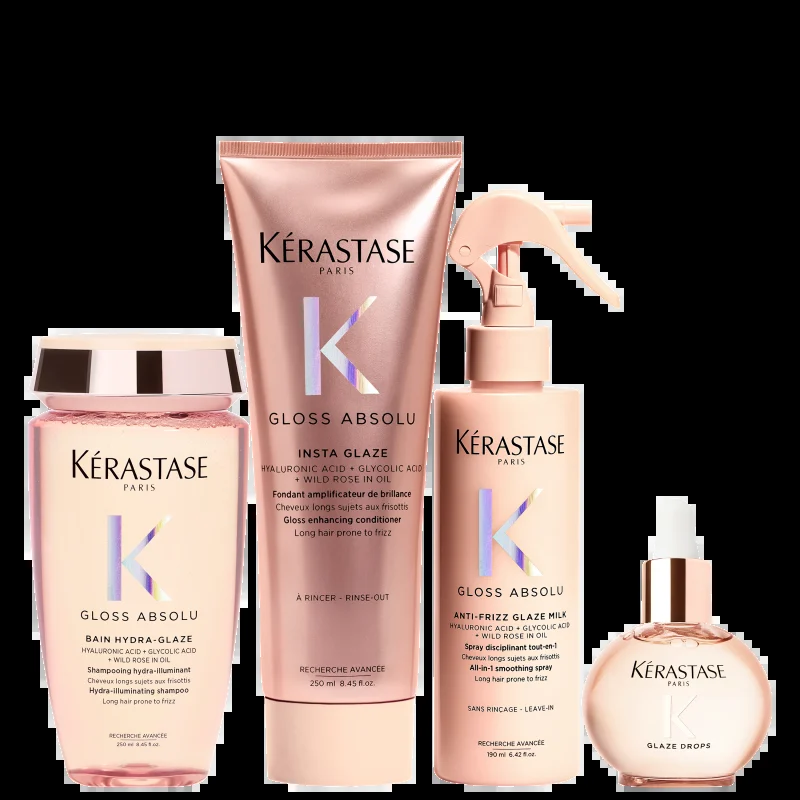 KÉRASTASE
PARIS
K
GLOSS ABSOLU
BAIN HYDRA-GLAZE
HYALURONIC ACID + GLYCOLIC ACID
+ WILD ROSE IN OIL
Shampooing hydra-illuminant
Cheveux longs sujets aux frisottis
Hydra-illuminating shampoo
Long hair prone to frizz
RECHERCHE AVANCÉE
250 ml 8.45 fl.oz.
KÉRASTASE
PARIS
K
GLOSS ABSOLU
INSTA GLAZE
HYALURONIC ACID + GLYCOLIC ACID
+ WILD ROSE IN OIL
Fondant amplificateur de brillance
Cheveux longs sujets aux frisottis
Gloss enhancing conditioner
Long hair prone to frizz
À RINCER - RINSE-OUT
RECHERCHE AVANCÉE
250 ml 8.45 fl.oz.
KÉRASTASE
PARIS
K
GLOSS ABSOLU
ANTI-FRIZZ GLAZE MILK
HYALURONIC ACID + GLYCOLIC ACID
+ WILD ROSE IN OIL
Spray disciplinant tout-en-1
Cheveux longs sujets aux frisottis
All-in-1 smoothing spray
Long hair prone to frizz
SANS RINÇAGE - LEAVE-IN
RECHERCHE AVANCÉE
190 ml 6.42 fl.oz.
KÉRASTASE
PARIS
K
GLAZE DROPS